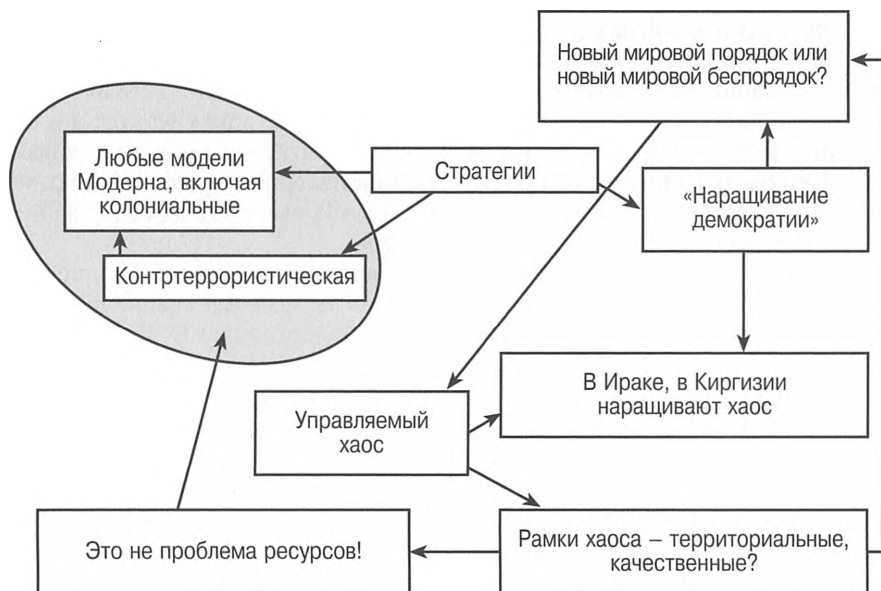 Новый мировой порядок или
новый мировой беспорядок?
Любые модели
Модерна, включая
колониальные
Стратегии
«Наращивание
демократии»
Контртеррористическая
В Ираке, в Киргизии
наращивают хаос
Управляемый
хаос
Это не проблема ресурсов!
Рамки хаоса – территориальные,
качественные?